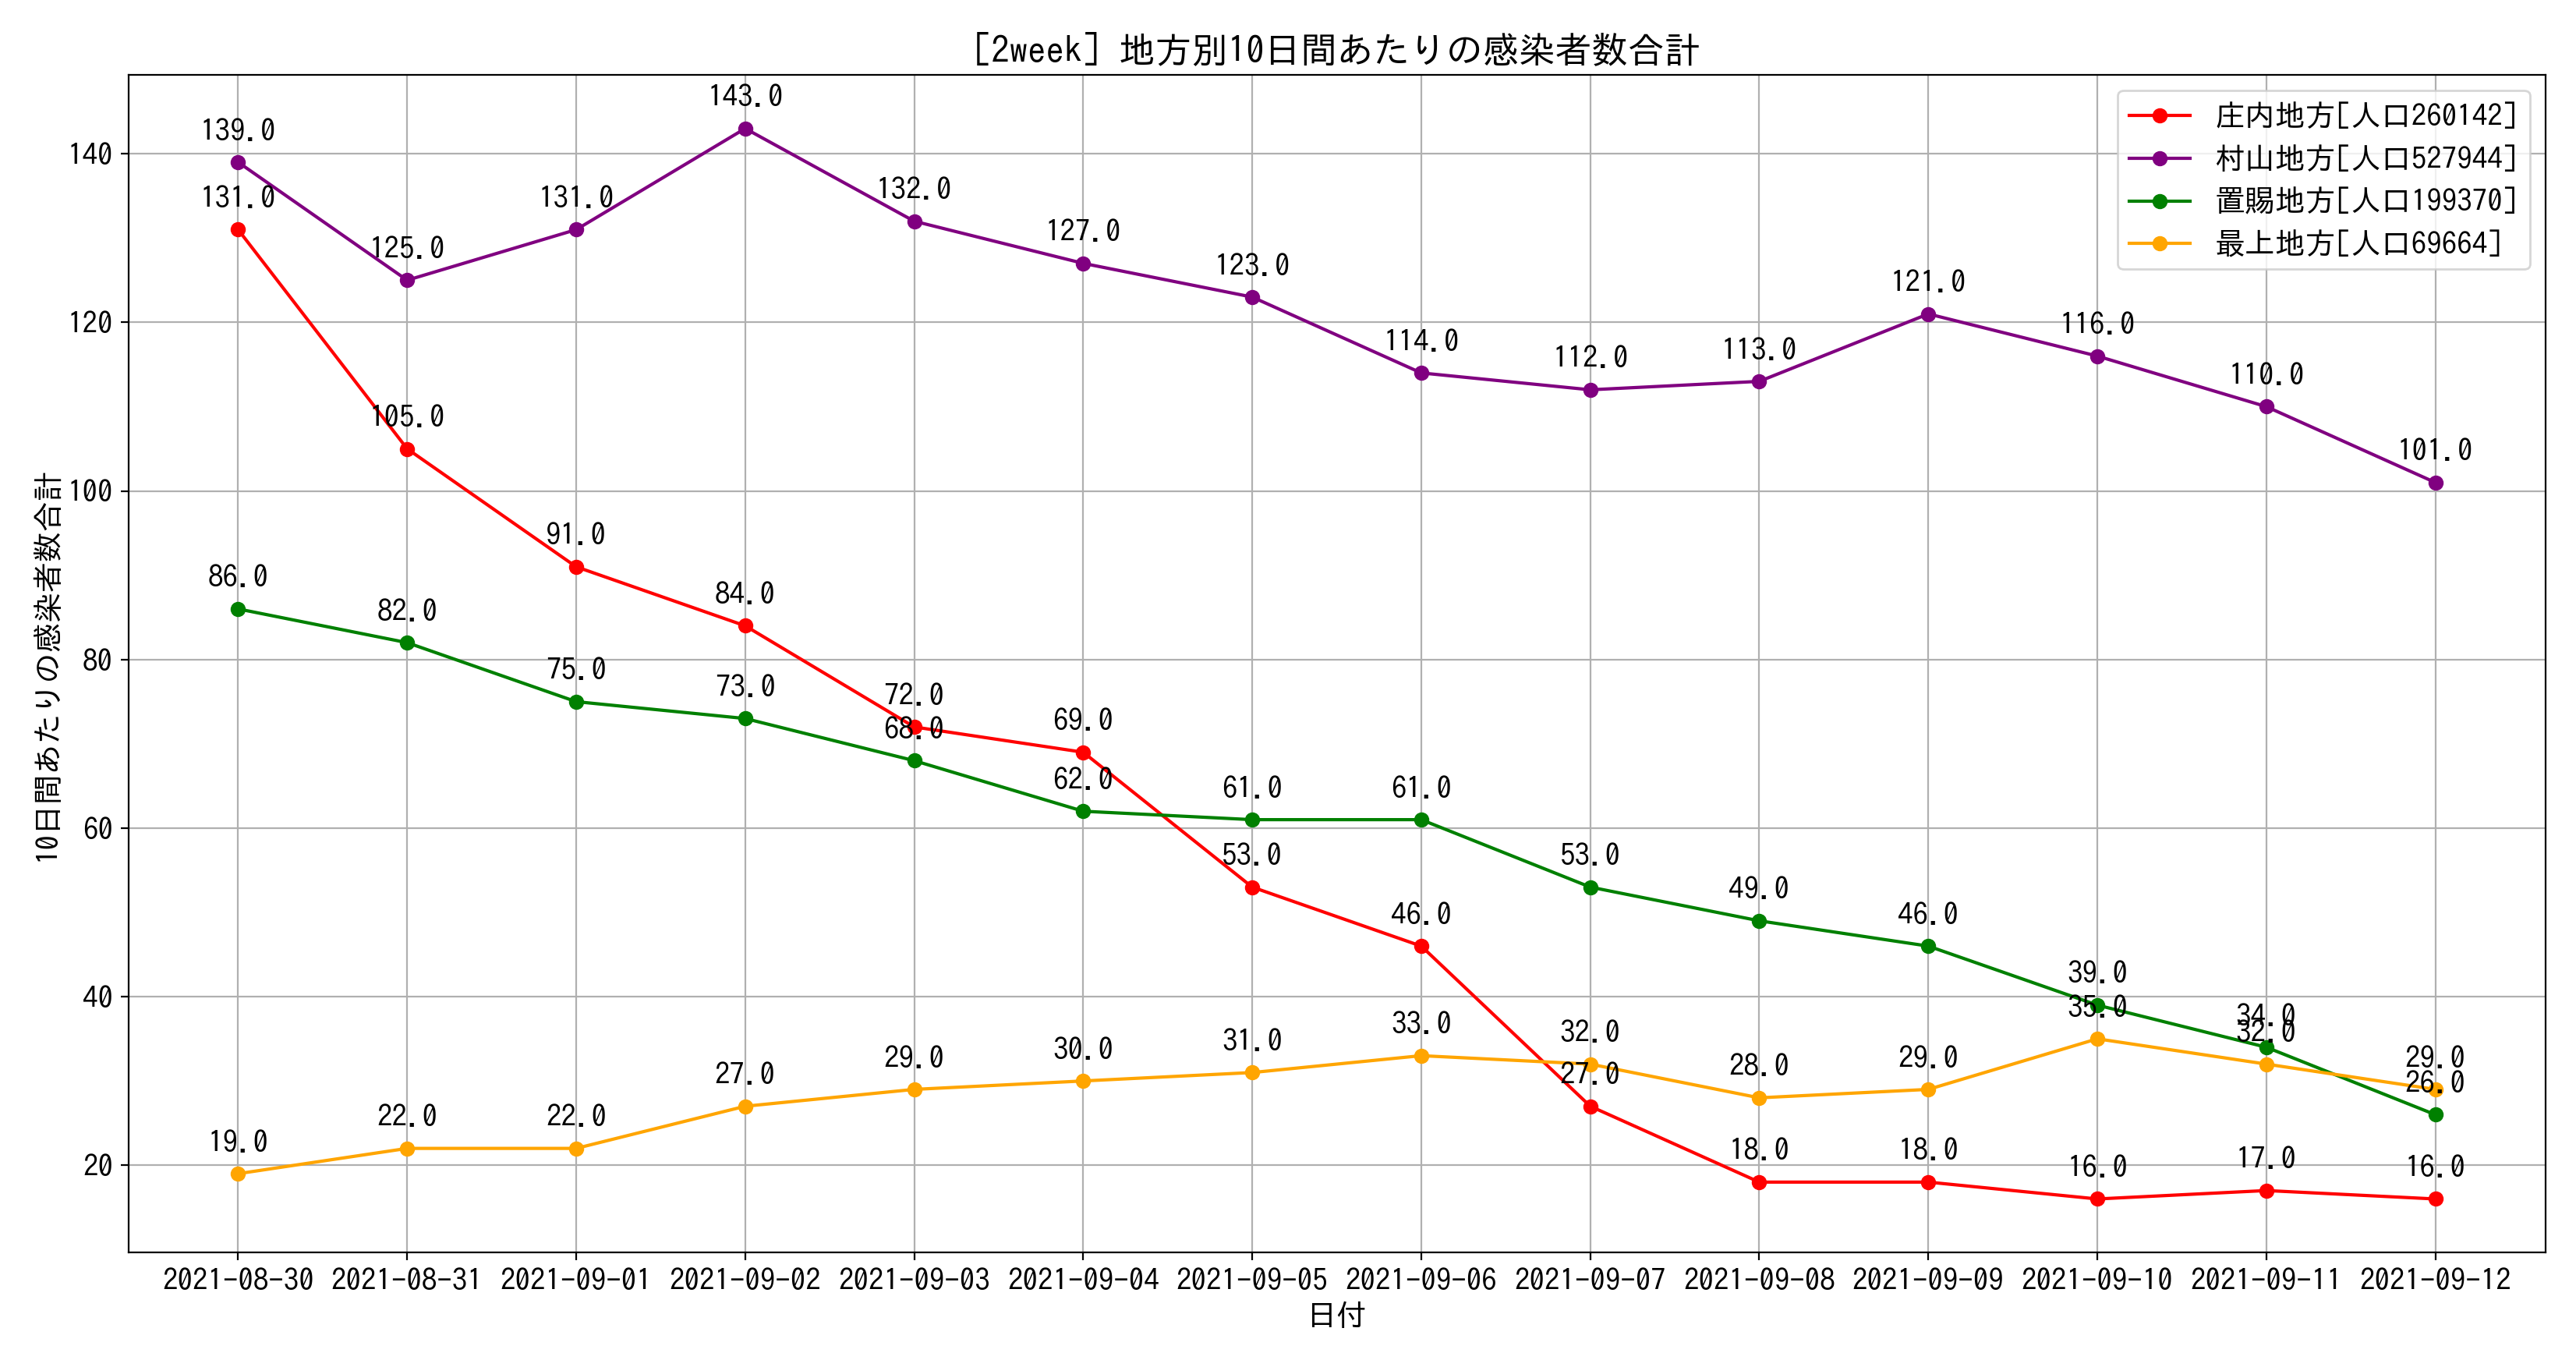 [2week] 地方別10日間あたりの感染者数合計
庄内地方[人口260142]
村山地方[人口527944]
置賜地方[人口199370]
最上地方[人口69664]
10日間あたりの感染者数合計
140
120
100
80
60
40
20
139.0 125.0 131.0 143.0 132.0 127.0 123.0 114.0 112.0 113.0 121.0 116.0 110.0 101.0
131.0 105.0 91.0 84.0 72.0 69.0 53.0 46.0 27.0 18.0 18.0 16.0 17.0 16.0
86.0 82.0 75.0 73.0 68.0 62.0 61.0 61.0 53.0 49.0 46.0 39.0 34.0 26.0
19.0 22.0 22.0 27.0 29.0 30.0 31.0 33.0 32.0 28.0 29.0 35.0 32.0 29.0
2021-08-30 2021-08-31 2021-09-01 2021-09-02 2021-09-03 2021-09-04 2021-09-05 2021-09-06 2021-09-07 2021-09-08 2021-09-09 2021-09-10 2021-09-11 2021-09-12
日付